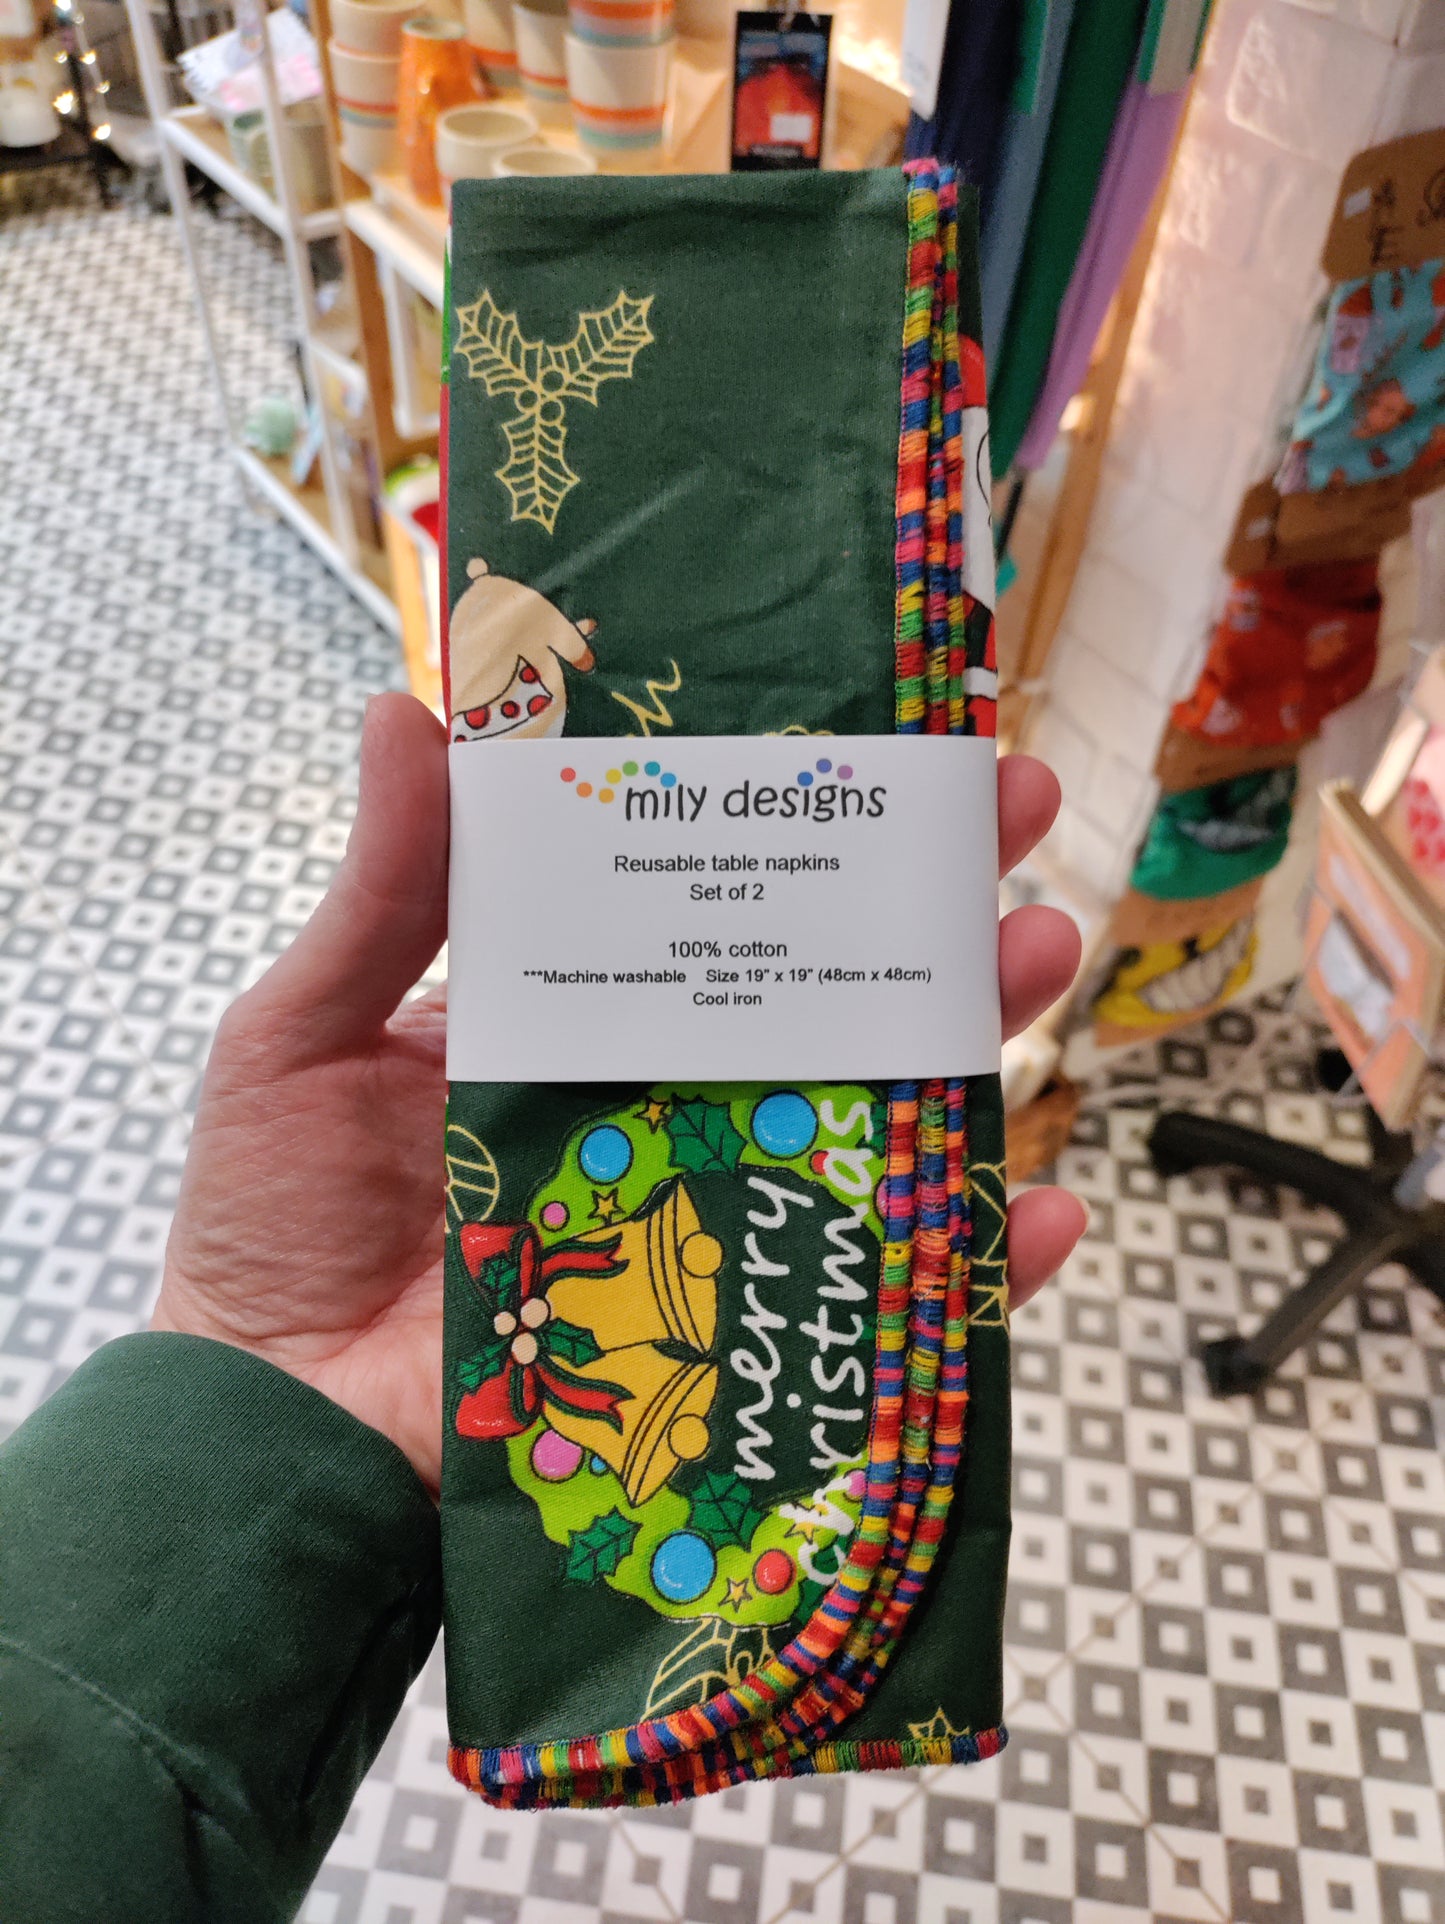 mily designs
Reusable table napkins
Set of 2
100% cotton
***Machine washable Size 19" x 19" (48cm x 48cm)
Cool iron
merry
christmas